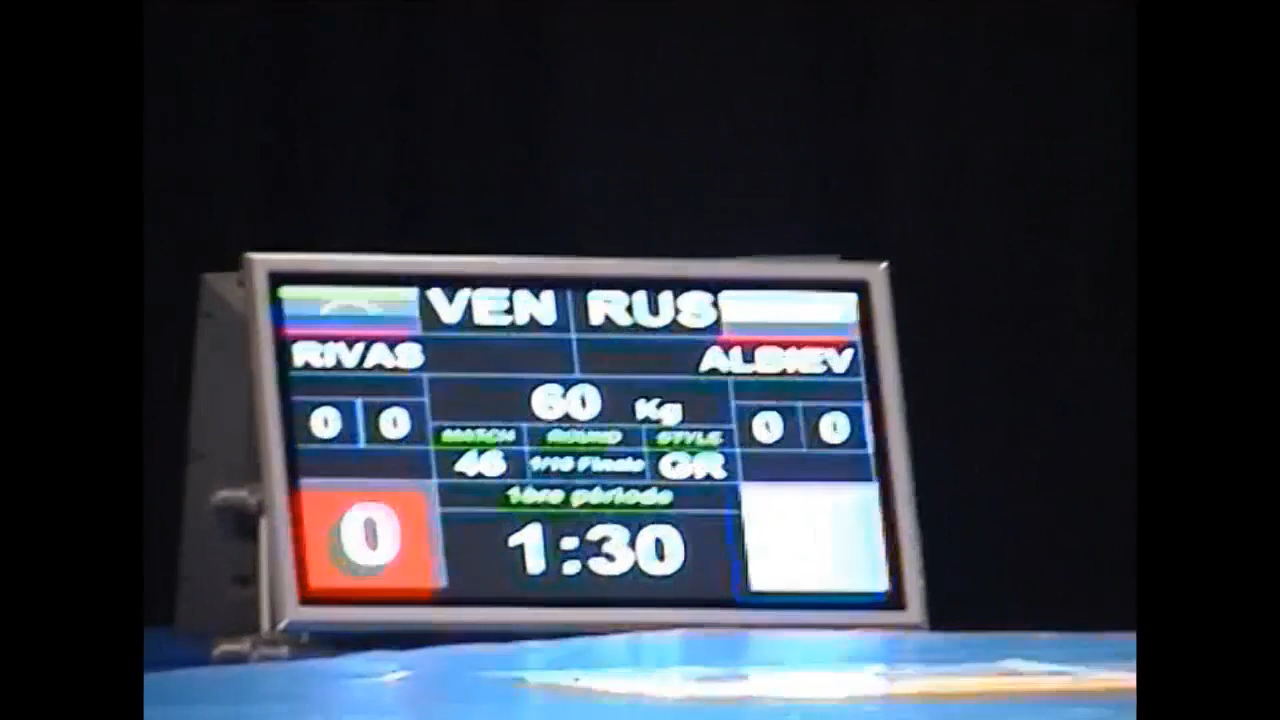 VEN RUS
RIVAS ALBIEV
0 0 60 Kg 0 0
MATCH ROUND STYLE
46 1/16 Finale GR
1ère période
0 1:30